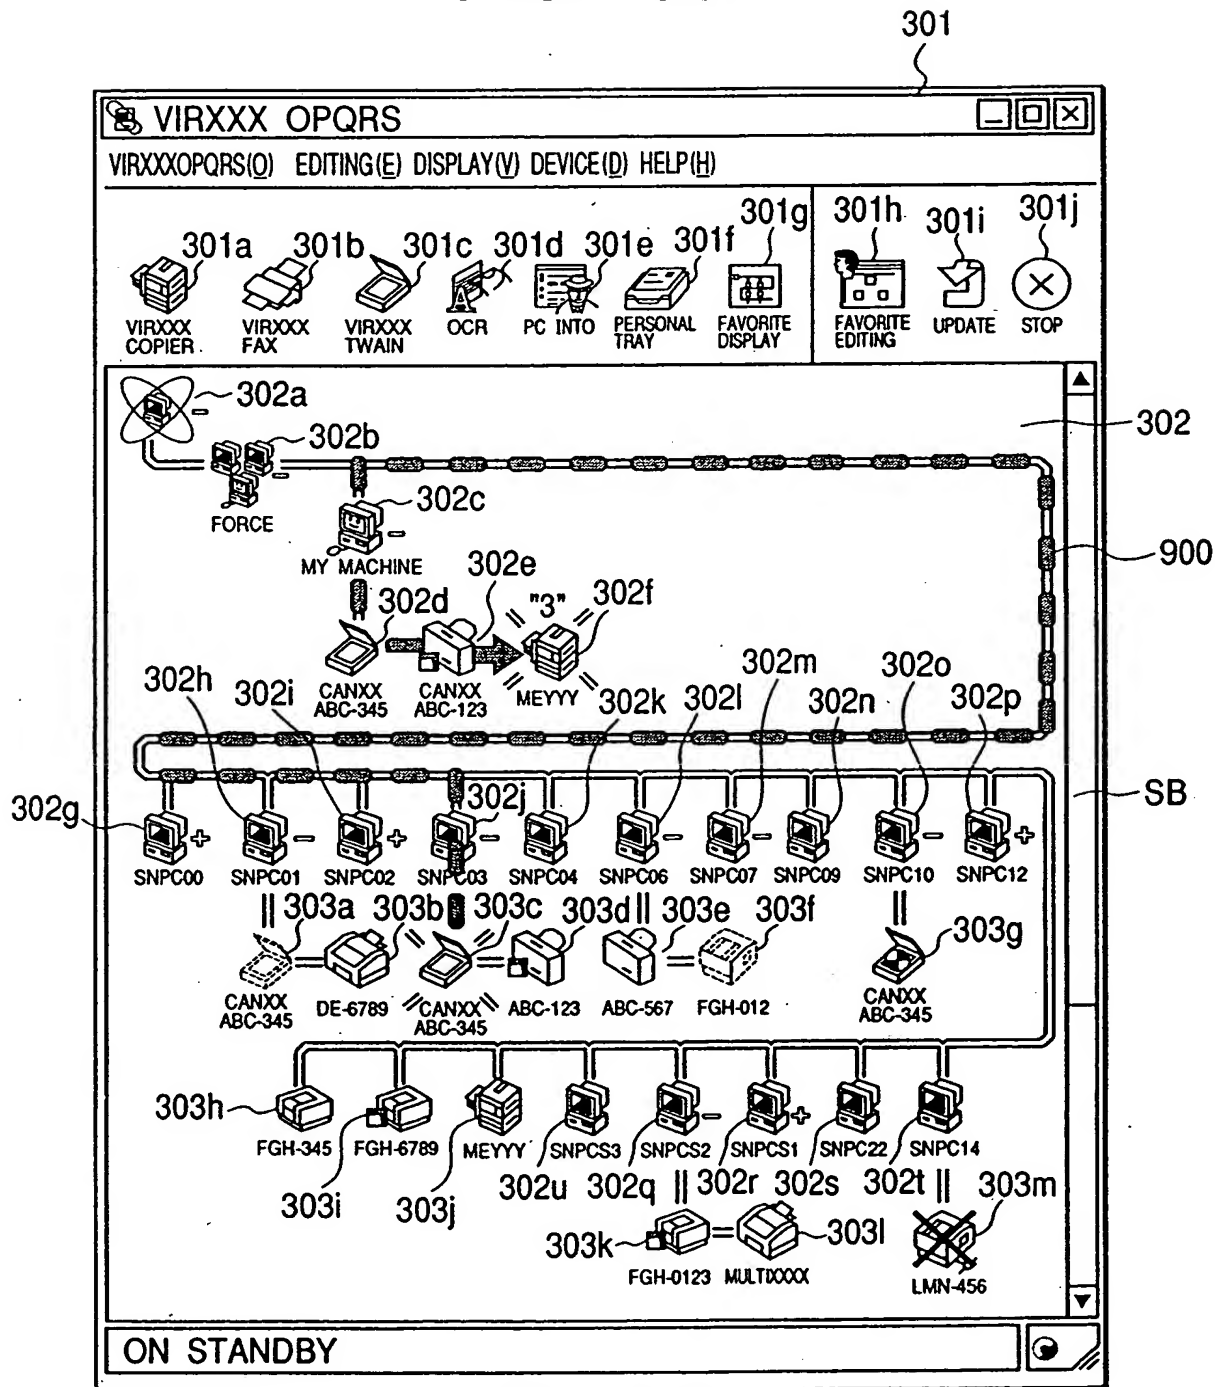 301
VIRXXX OPQRS
VIRXXXOPQRS(O) EDITING(E) DISPLAY(V) DEVICE(D) HELP(H)
301a 301b 301c 301d 301e 301f 301g 301h 301i 301j
VIRXXX COPIER
VIRXXX FAX
VIRXXX TWAIN
OCR
PC INTO
PERSONAL TRAY
FAVORITE DISPLAY
FAVORITE EDITING
UPDATE
STOP
302a
302b
302
FORCE
302c
MY MACHINE
900
302d 302e "3" 302f
CANXX ABC-345
CANXX ABC-123
MEYYY
302h 302i 302k 302l 302m 302n 302o 302p
302g 302j SB
SNPC00 SNPC01 SNPC02 SNPC03 SNPC04 SNPC06 SNPC07 SNPC09 SNPC10 SNPC12
303a 303b 303c 303d 303e 303f 303g
CANXX ABC-345
DE-6789
CANXX ABC-345
ABC-123
ABC-567
FGH-012
CANXX ABC-345
303h
FGH-345 FGH-6789 MEYYY SNPCS3 SNPCS2 SNPCS1 SNPC22 SNPC14
303i 303j 302u 302q 302r 302s 302t 303m
303k 303l
FGH-0123 MULTIXXXX LMN-456
ON STANDBY